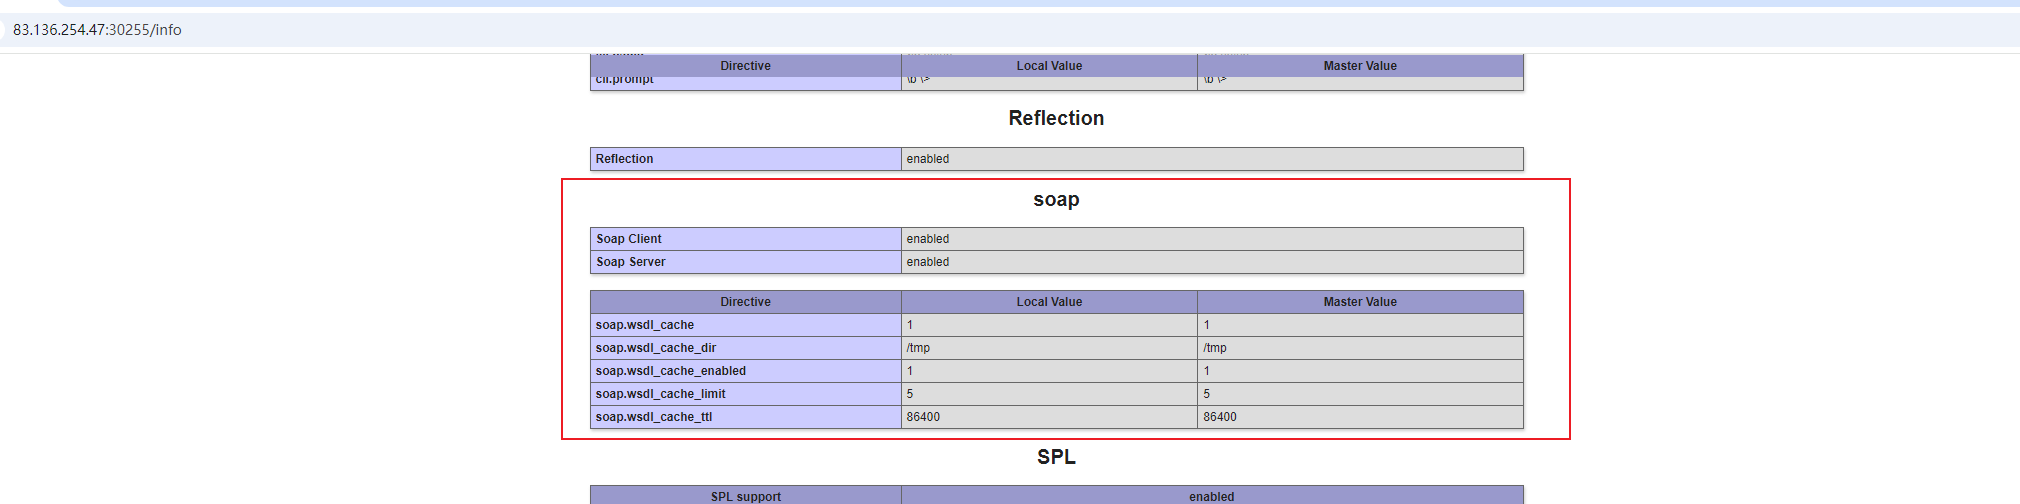 83.136.254.47:30255/info
Directive Local Value Master Value
cli.prompt \b \> \b \>
Reflection
Reflection enabled
soap
Soap Client enabled
Soap Server enabled
Directive Local Value Master Value
soap.wsdl_cache 1 1
soap.wsdl_cache_dir /tmp /tmp
soap.wsdl_cache_enabled 1 1
soap.wsdl_cache_limit 5 5
soap.wsdl_cache_ttl 86400 86400
SPL
SPL support enabled